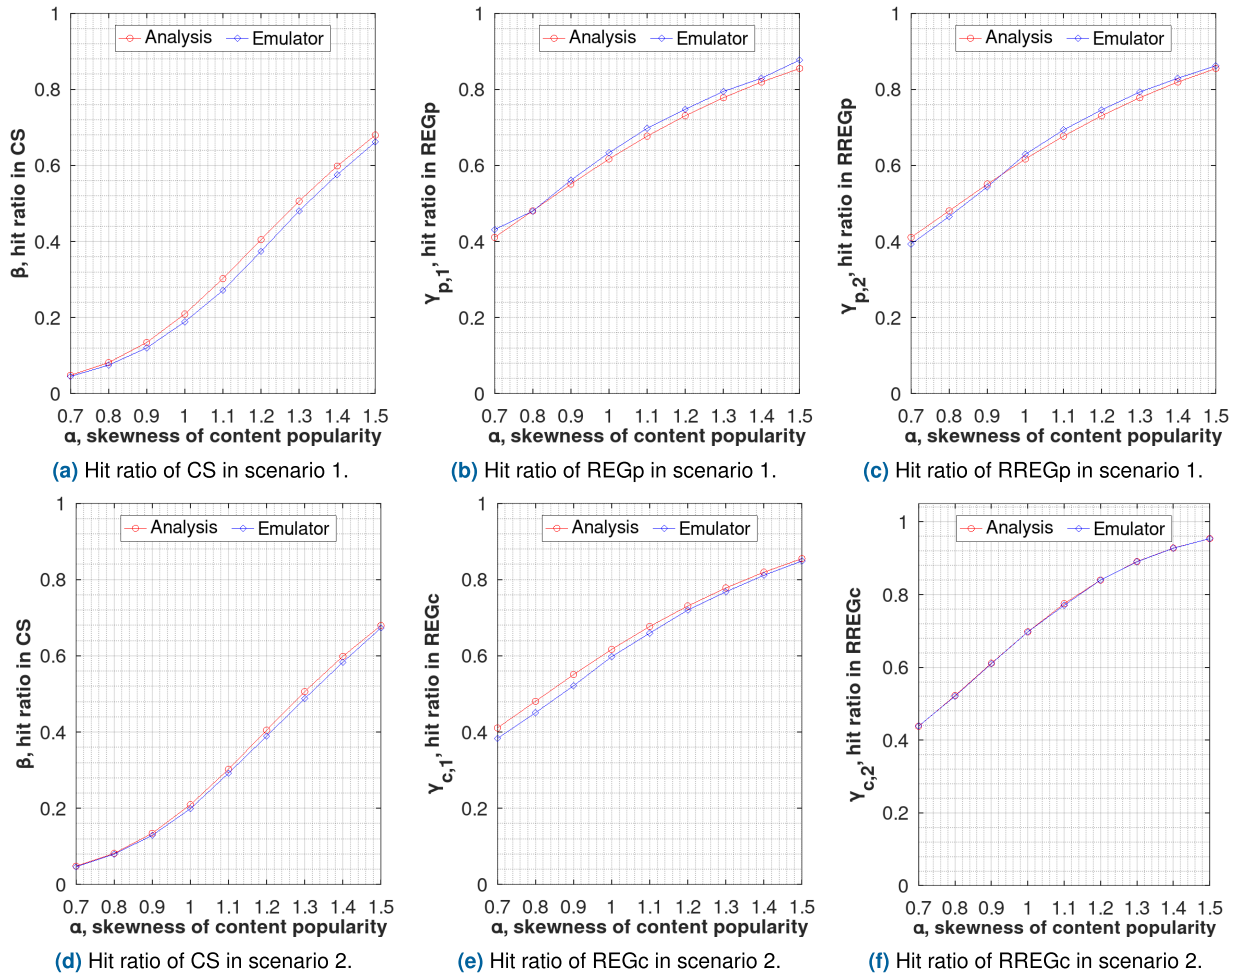 1
0.8
0.6
0.4
0.2
0
β, hit ratio in CS
Analysis Emulator
0.7 0.8 0.9 1 1.1 1.2 1.3 1.4 1.5
α, skewness of content popularity
(a) Hit ratio of CS in scenario 1.
1
0.8
0.6
0.4
0.2
0
γp,1, hit ratio in REGp
Analysis Emulator
0.7 0.8 0.9 1 1.1 1.2 1.3 1.4 1.5
α, skewness of content popularity
(b) Hit ratio of REGp in scenario 1.
1
0.8
0.6
0.4
0.2
0
γp,2, hit ratio in RREGp
Analysis Emulator
0.7 0.8 0.9 1 1.1 1.2 1.3 1.4 1.5
α, skewness of content popularity
(c) Hit ratio of RREGp in scenario 1.
1
0.8
0.6
0.4
0.2
0
β, hit ratio in CS
Analysis Emulator
0.7 0.8 0.9 1 1.1 1.2 1.3 1.4 1.5
α, skewness of content popularity
(d) Hit ratio of CS in scenario 2.
1
0.8
0.6
0.4
0.2
0
γc,1, hit ratio in REGc
Analysis Emulator
0.7 0.8 0.9 1 1.1 1.2 1.3 1.4 1.5
α, skewness of content popularity
(e) Hit ratio of REGc in scenario 2.
1
0.8
0.6
0.4
0.2
0
γc,2, hit ratio in RREGc
Analysis Emulator
0.7 0.8 0.9 1 1.1 1.2 1.3 1.4 1.5
α, skewness of content popularity
(f) Hit ratio of RREGc in scenario 2.